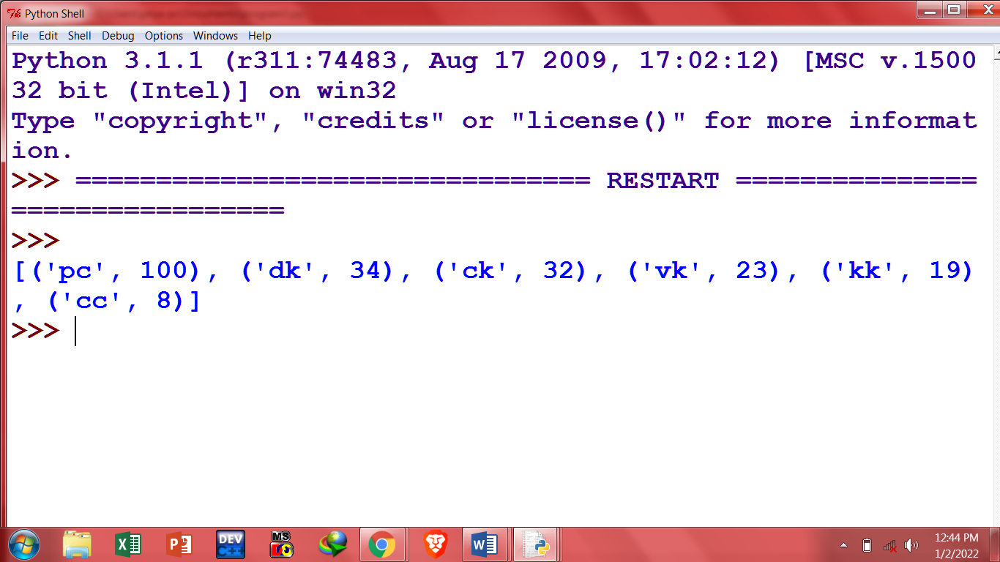 Python Shell
File Edit Shell Debug Options Windows Help
Python 3.1.1 (r311:74483, Aug 17 2009, 17:02:12) [MSC v.1500
32 bit (Intel)] on win32
Type "copyright", "credits" or "license()" for more informat
ion.
>>> ================================ RESTART ===============
=================
>>>
[('pc', 100), ('dk', 34), ('ck', 32), ('vk', 23), ('kk', 19)
, ('cc', 8)]
>>>
DEV
C++
MS
12:44 PM
1/2/2022